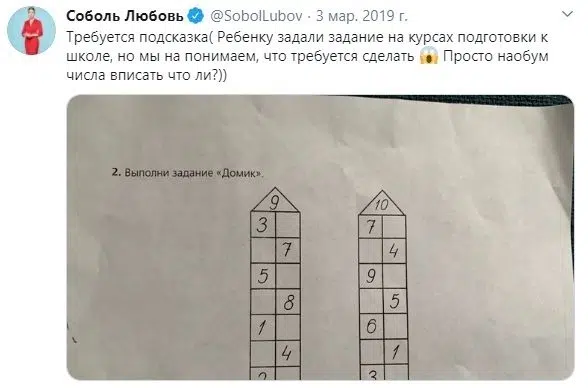 Соболь Любовь @SobolLubov · 3 мар. 2019 г.
Требуется подсказка( Ребенку задали задание на курсах подготовки к
школе, но мы на понимаем, что требуется сделать 😱 Просто наобум
числа вписать что ли?))
2. Выполни задание «Домик».
9 10
3 7
7 4
5 9
8 5
1 6
4 1
2 3